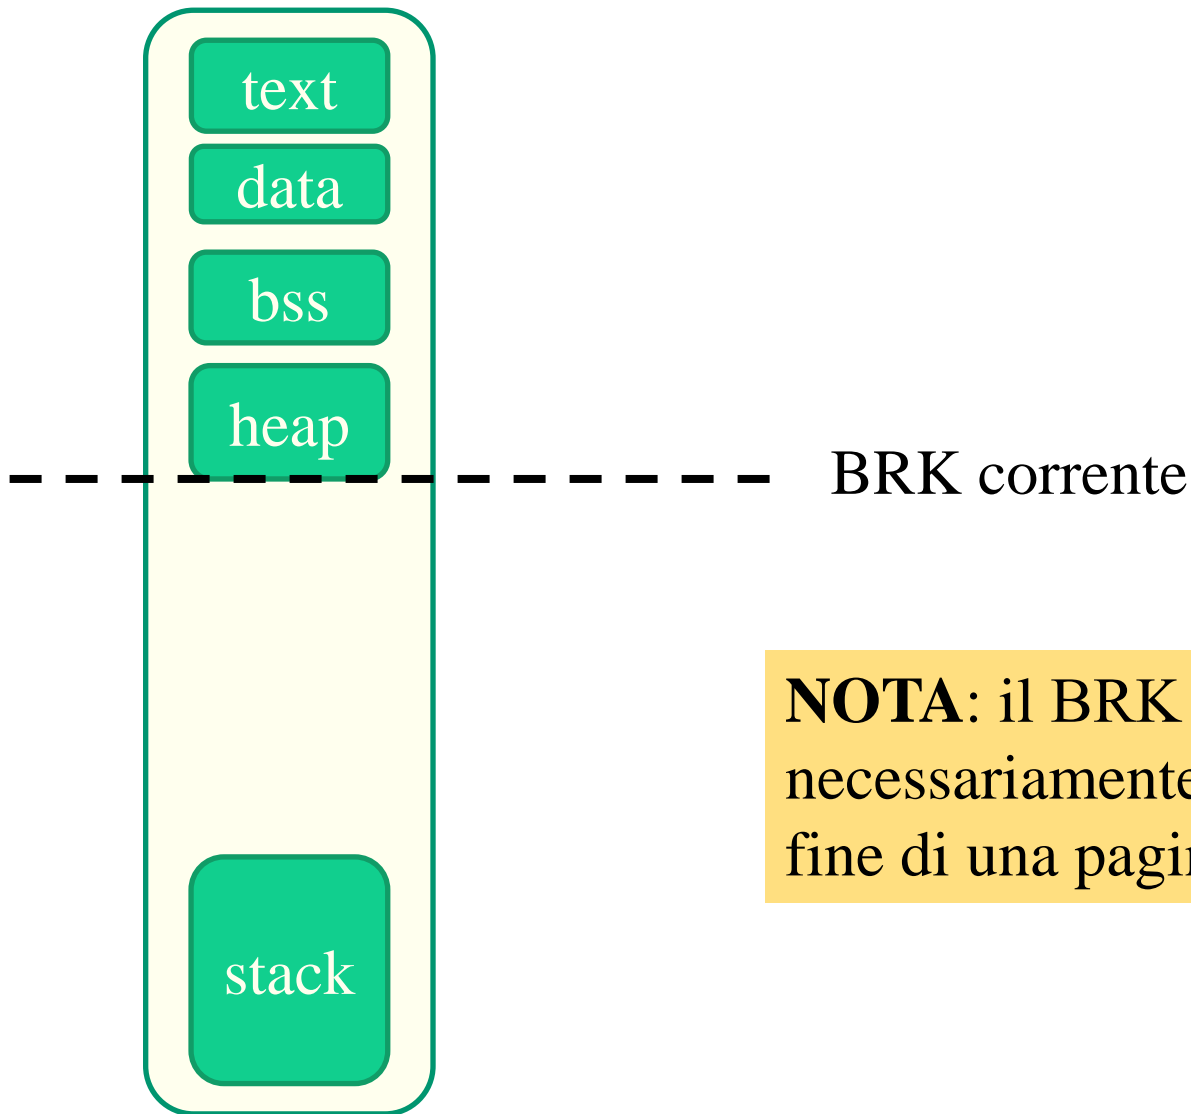 text
data
bss
heap
BRK corrente
NOTA: il BRK
necessariamente
fine di una
stack